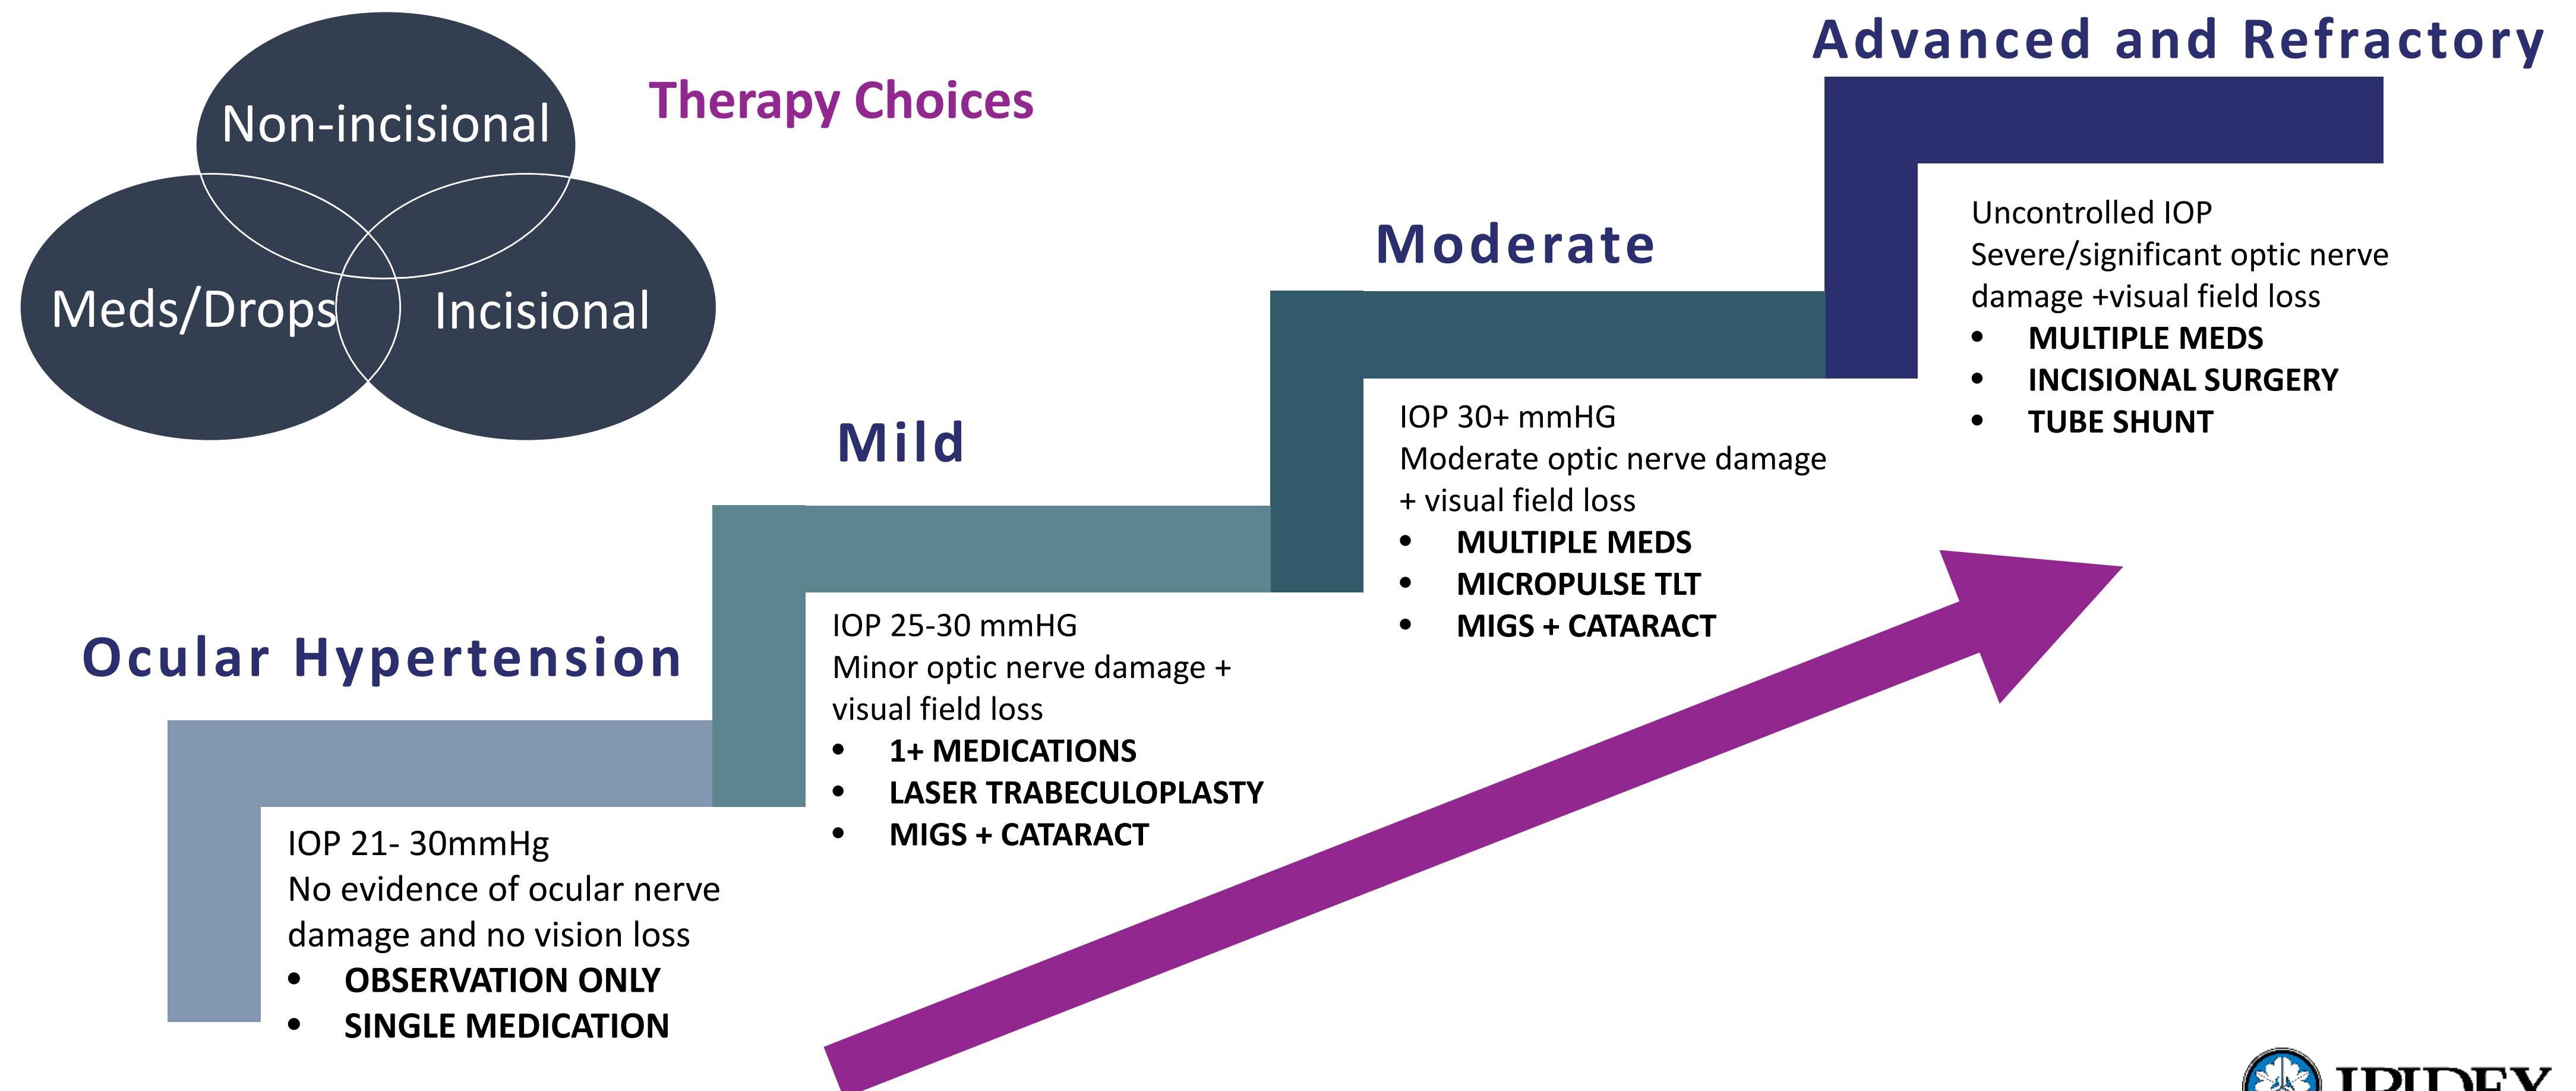 Non-incisional
Meds/Drops
Incisional
Therapy Choices
Ocular Hypertension
IOP 21- 30mmHg
No evidence of ocular nerve
damage and no vision loss
• OBSERVATION ONLY
• SINGLE MEDICATION
Mild
IOP 25-30 mmHG
Minor optic nerve damage +
visual field loss
• 1+ MEDICATIONS
• LASER TRABECULOPLASTY
• MIGS + CATARACT
Moderate
IOP 30+ mmHG
Moderate optic nerve damage
+ visual field loss
• MULTIPLE MEDS
• MICROPULSE TLT
• MIGS + CATARACT
Advanced and Refractory
Uncontrolled IOP
Severe/significant optic nerve
damage +visual field loss
• MULTIPLE MEDS
• INCISIONAL SURGERY
• TUBE SHUNT
IRIDEX